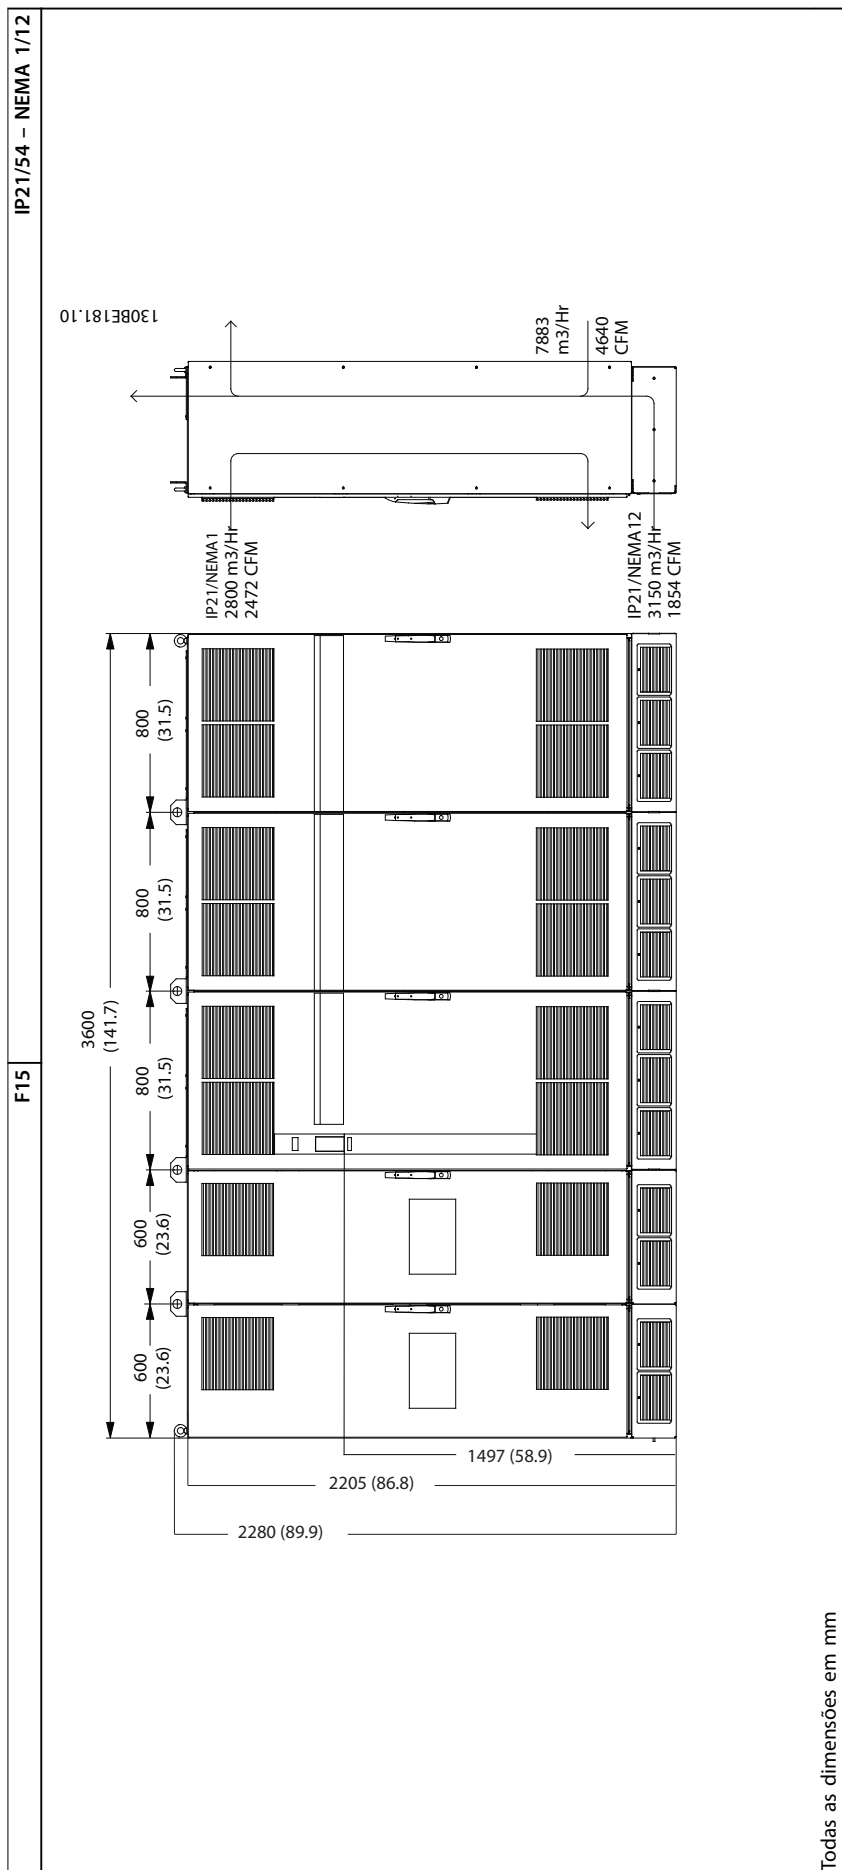 F15
IP21/54 – NEMA 1/12
130BE181.10
3600
(141.7)
600
(23.6)
600
(23.6)
800
(31.5)
800
(31.5)
800
(31.5)
IP21/NEMA1
2800 m3/Hr
2472 CFM
7883
m3/Hr
4640
CFM
IP21/NEMA12
3150 m3/Hr
1854 CFM
1497 (58.9)
2205 (86.8)
2280 (89.9)
Todas as dimensões em mm